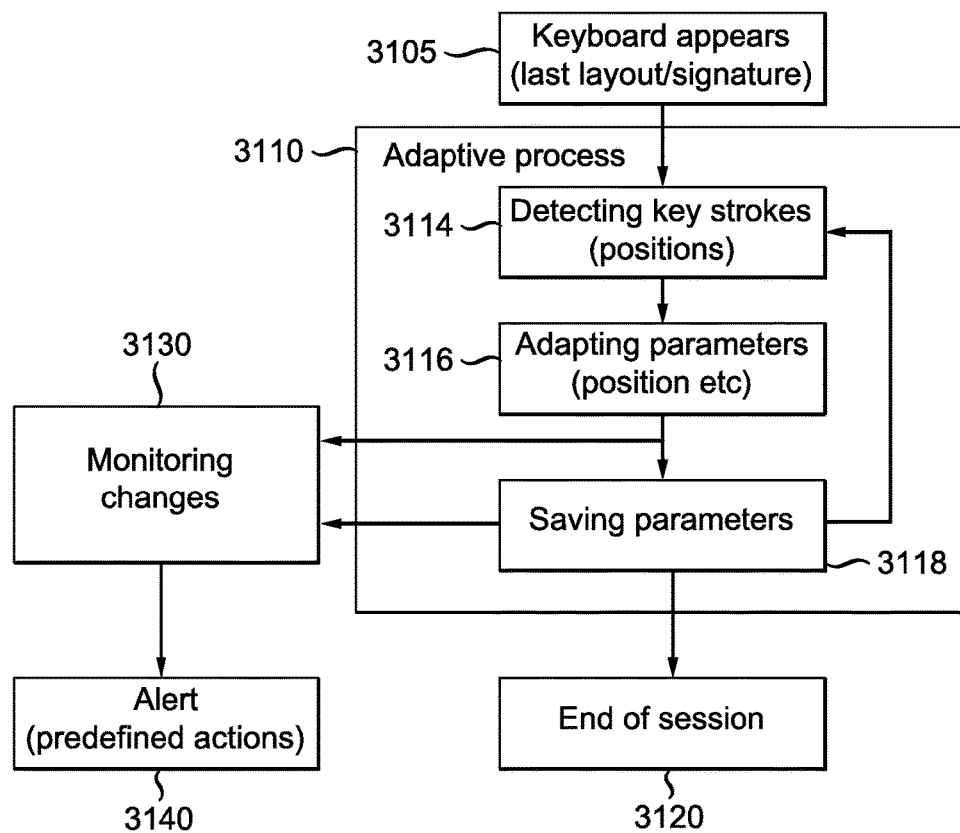 3105
Keyboard appears
(last layout/signature)
3110
Adaptive process
3114
Detecting key strokes
(positions)
3116
Adapting parameters
(position etc)
3130
Monitoring
changes
Saving parameters
3118
Alert
(predefined actions)
3140
End of session
3120